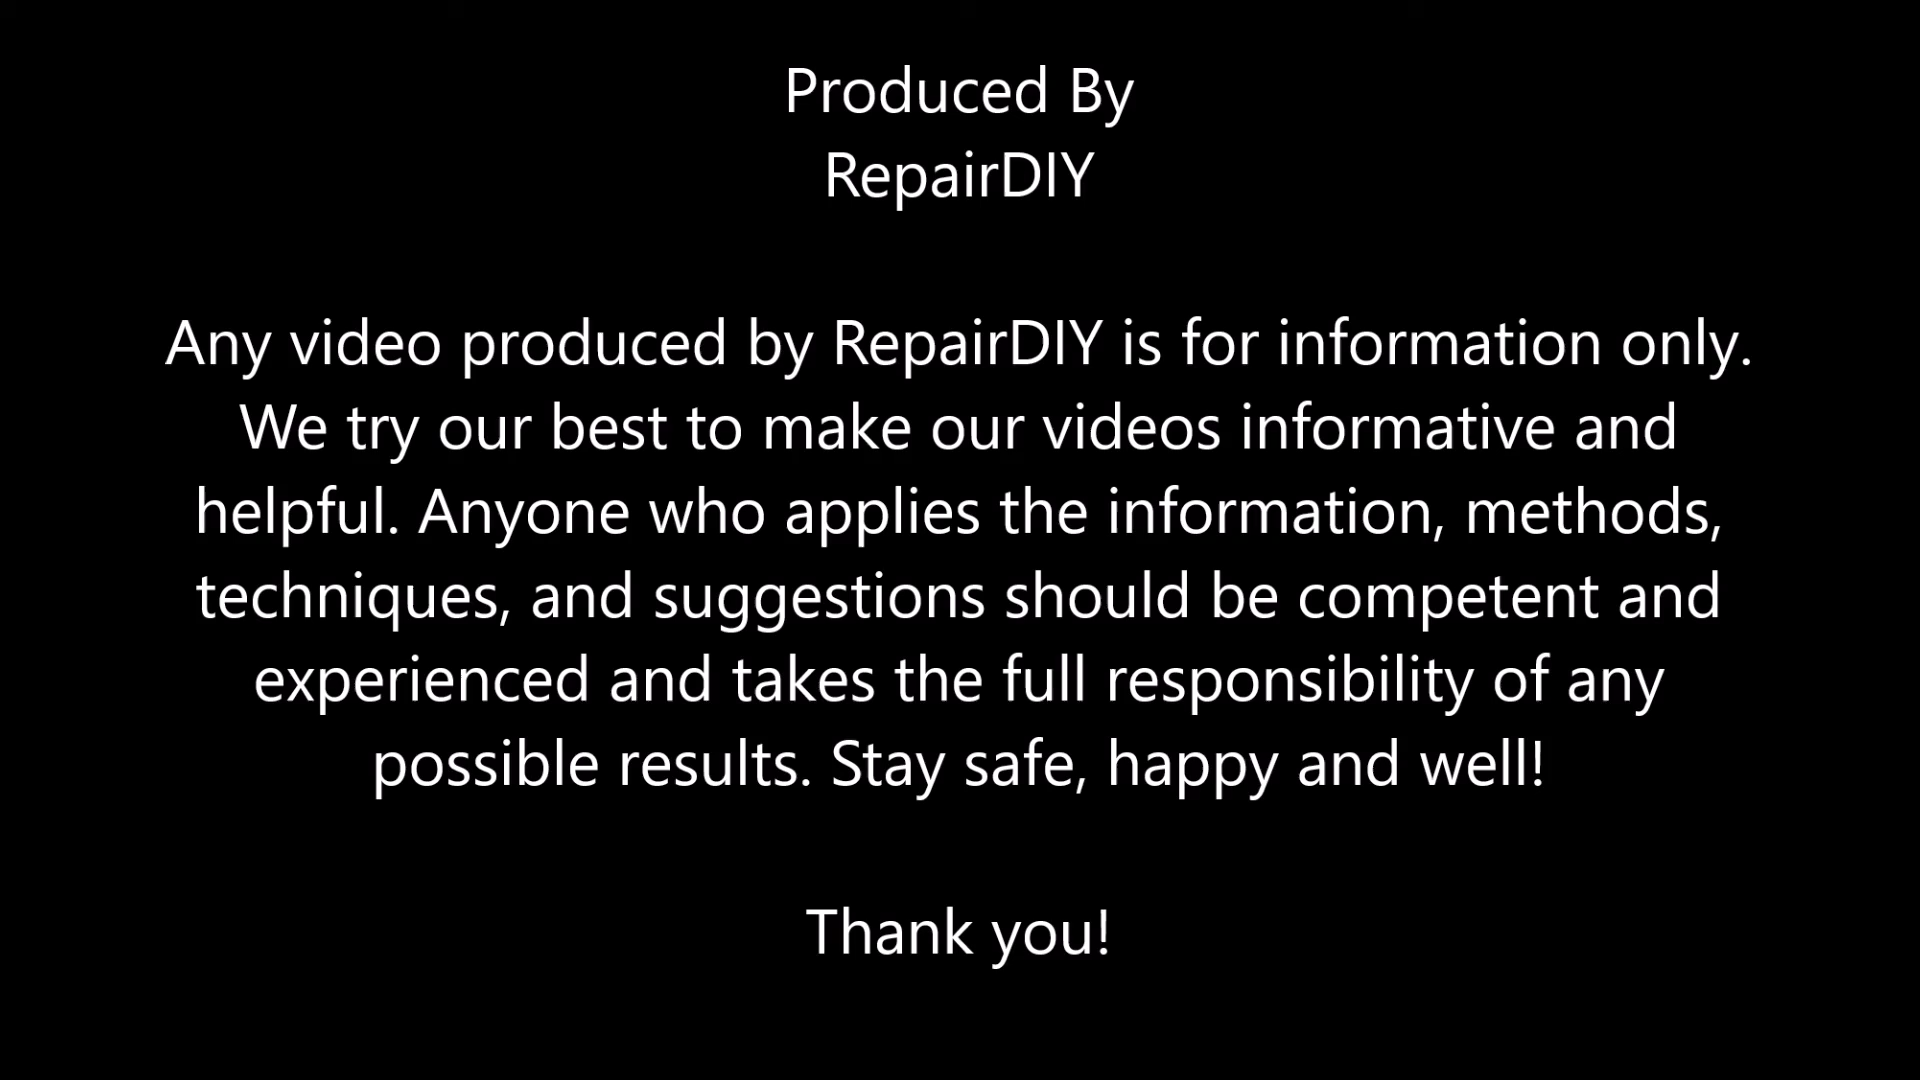 Produced By
RepairDIY
Any video produced by RepairDIY is for information only.
We try our best to make our videos informative and
helpful. Anyone who applies the information, methods,
techniques, and suggestions should be competent and
experienced and takes the full responsibility of any
possible results. Stay safe, happy and well!
Thank you!